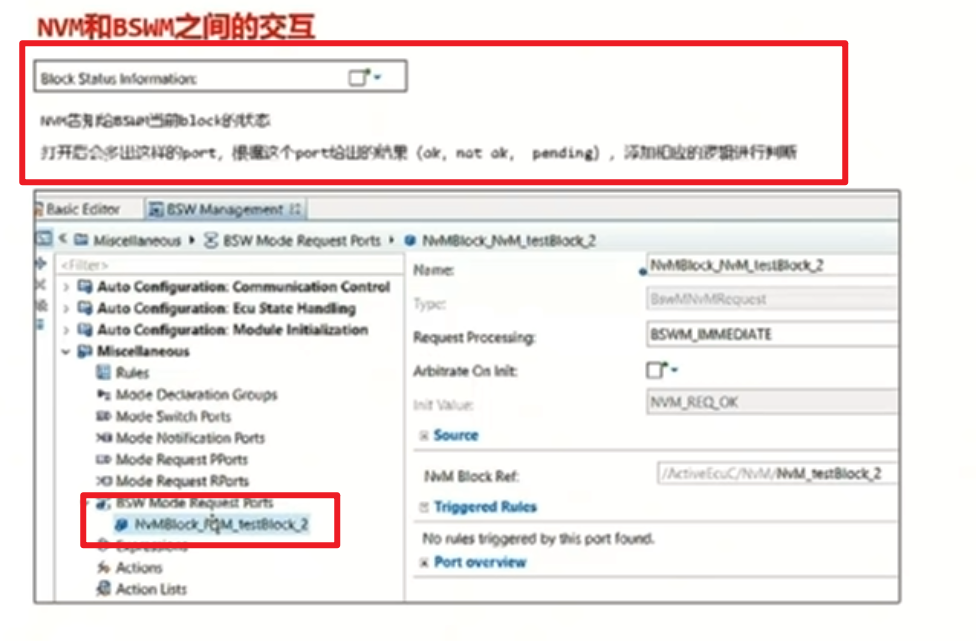 NVM和BSWM之间的交互
Block Status Information:
NVM告知给BSWM当前block的状态
打开后会多出这样的port，根据这个port给出的结果（ok，not ok， pending），添加相应的逻辑进行判断
Basic Editor
BSW Management
Miscellaneous
BSW Mode Request Ports
NvMBlock_NvM_testBlock_2
<Filter>
Auto Configuration: Communication Control
Auto Configuration: Ecu State Handling
Auto Configuration: Module Initialization
Miscellaneous
Rules
Mode Declaration Groups
Mode Switch Ports
Mode Notification Ports
Mode Request PPorts
Mode Request RPorts
BSW Mode Request Ports
NvMBlock_NvM_testBlock_2
Expressions
Actions
Action Lists
Name:
NvMBlock_NvM_testBlock_2
Type:
BswMNvMRequest
Request Processing:
BSWM_IMMEDIATE
Arbitrate On Init:
Init Value:
NVM_REQ_OK
Source
NvM Block Ref:
/ActiveEcuC/NvM/NvM_testBlock_2
Triggered Rules
No rules triggered by this port found.
Port overview